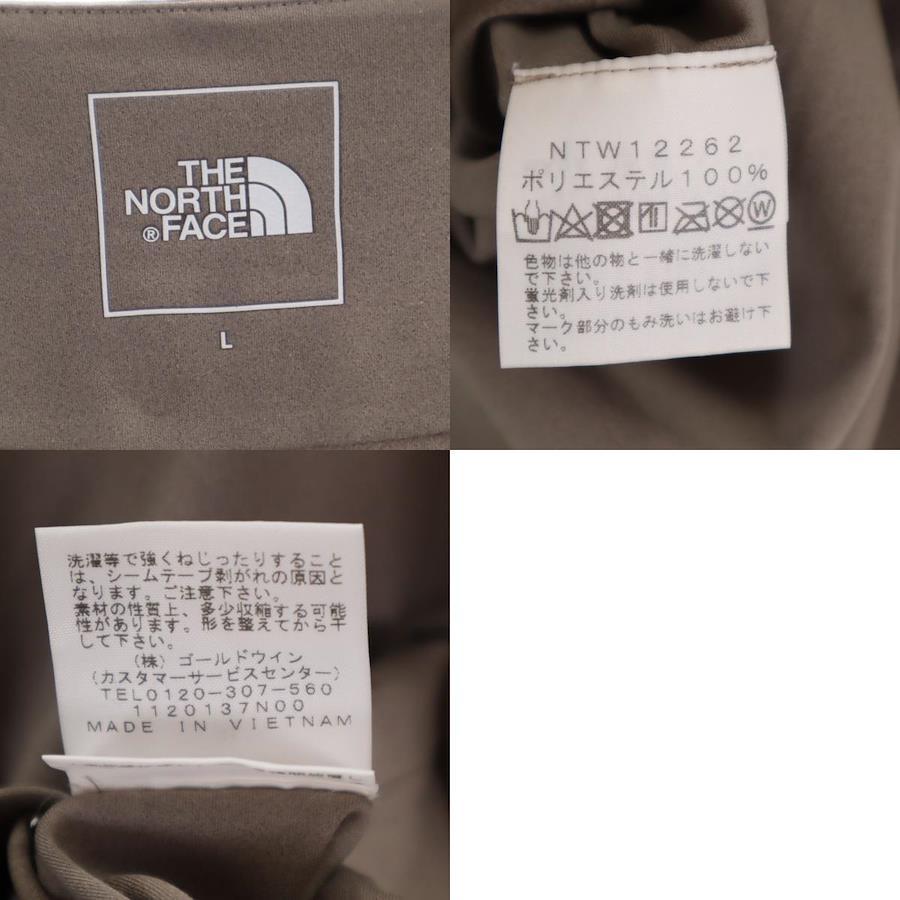 THE
NORTH
®FACE
L
NTW12262
ポリエステル100%
W
色物は他の物と一緒に洗濯しない
で下さい。
蛍光剤入り洗剤は使用しないで下
さい。
マーク部分のもみ洗いはお避け下
さい。
洗濯等で強くねじったりすること
は、シームテープ剥がれの原因と
なります。ご注意下さい。
素材の性質上、多少収縮する可能
性があります。形を整えてから干
して下さい。
(株)ゴールドウイン
(カスタマーサービスセンター)
TEL0120-307-560
1120137N00
MADE IN VIETNAM